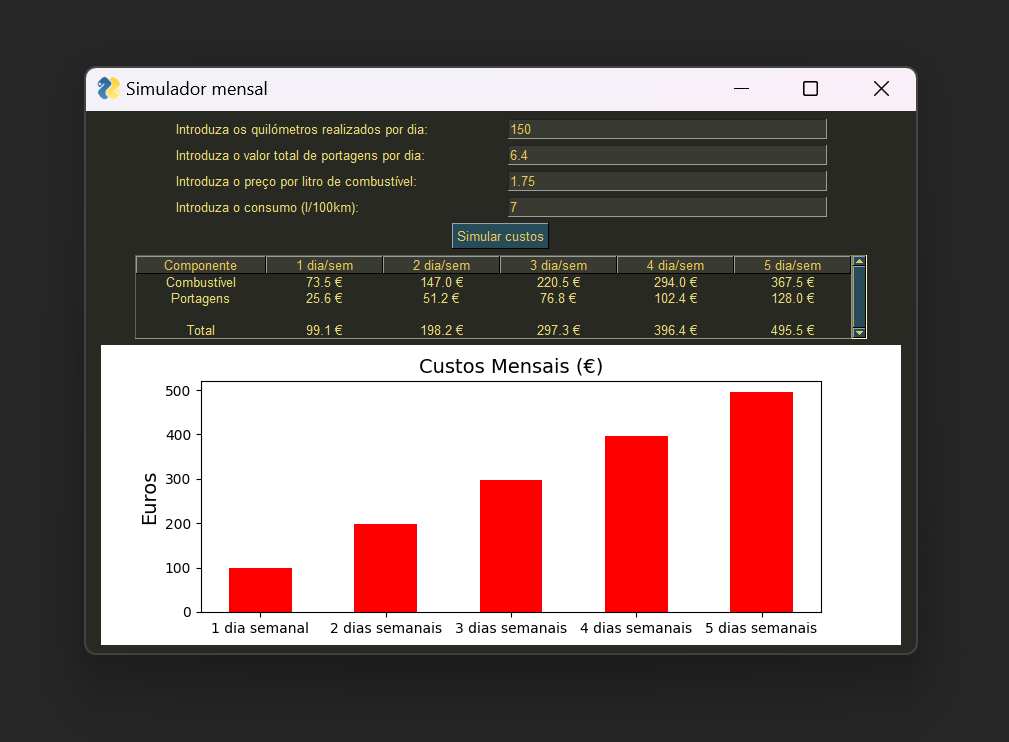 Simulador mensal
Introduza os quilómetros realizados por dia: 150
Introduza o valor total de portagens por dia: 6.4
Introduza o preço por litro de combustível: 1.75
Introduza o consumo (l/100km): 7
Simular custos
Componente 1 dia/sem 2 dia/sem 3 dia/sem 4 dia/sem 5 dia/sem
Combustível 73.5 € 147.0 € 220.5 € 294.0 € 367.5 €
Portagens 25.6 € 51.2 € 76.8 € 102.4 € 128.0 €
Total 99.1 € 198.2 € 297.3 € 396.4 € 495.5 €
Custos Mensais (€)
Euros
500
400
300
200
100
0
1 dia semanal 2 dias semanais 3 dias semanais 4 dias semanais 5 dias semanais